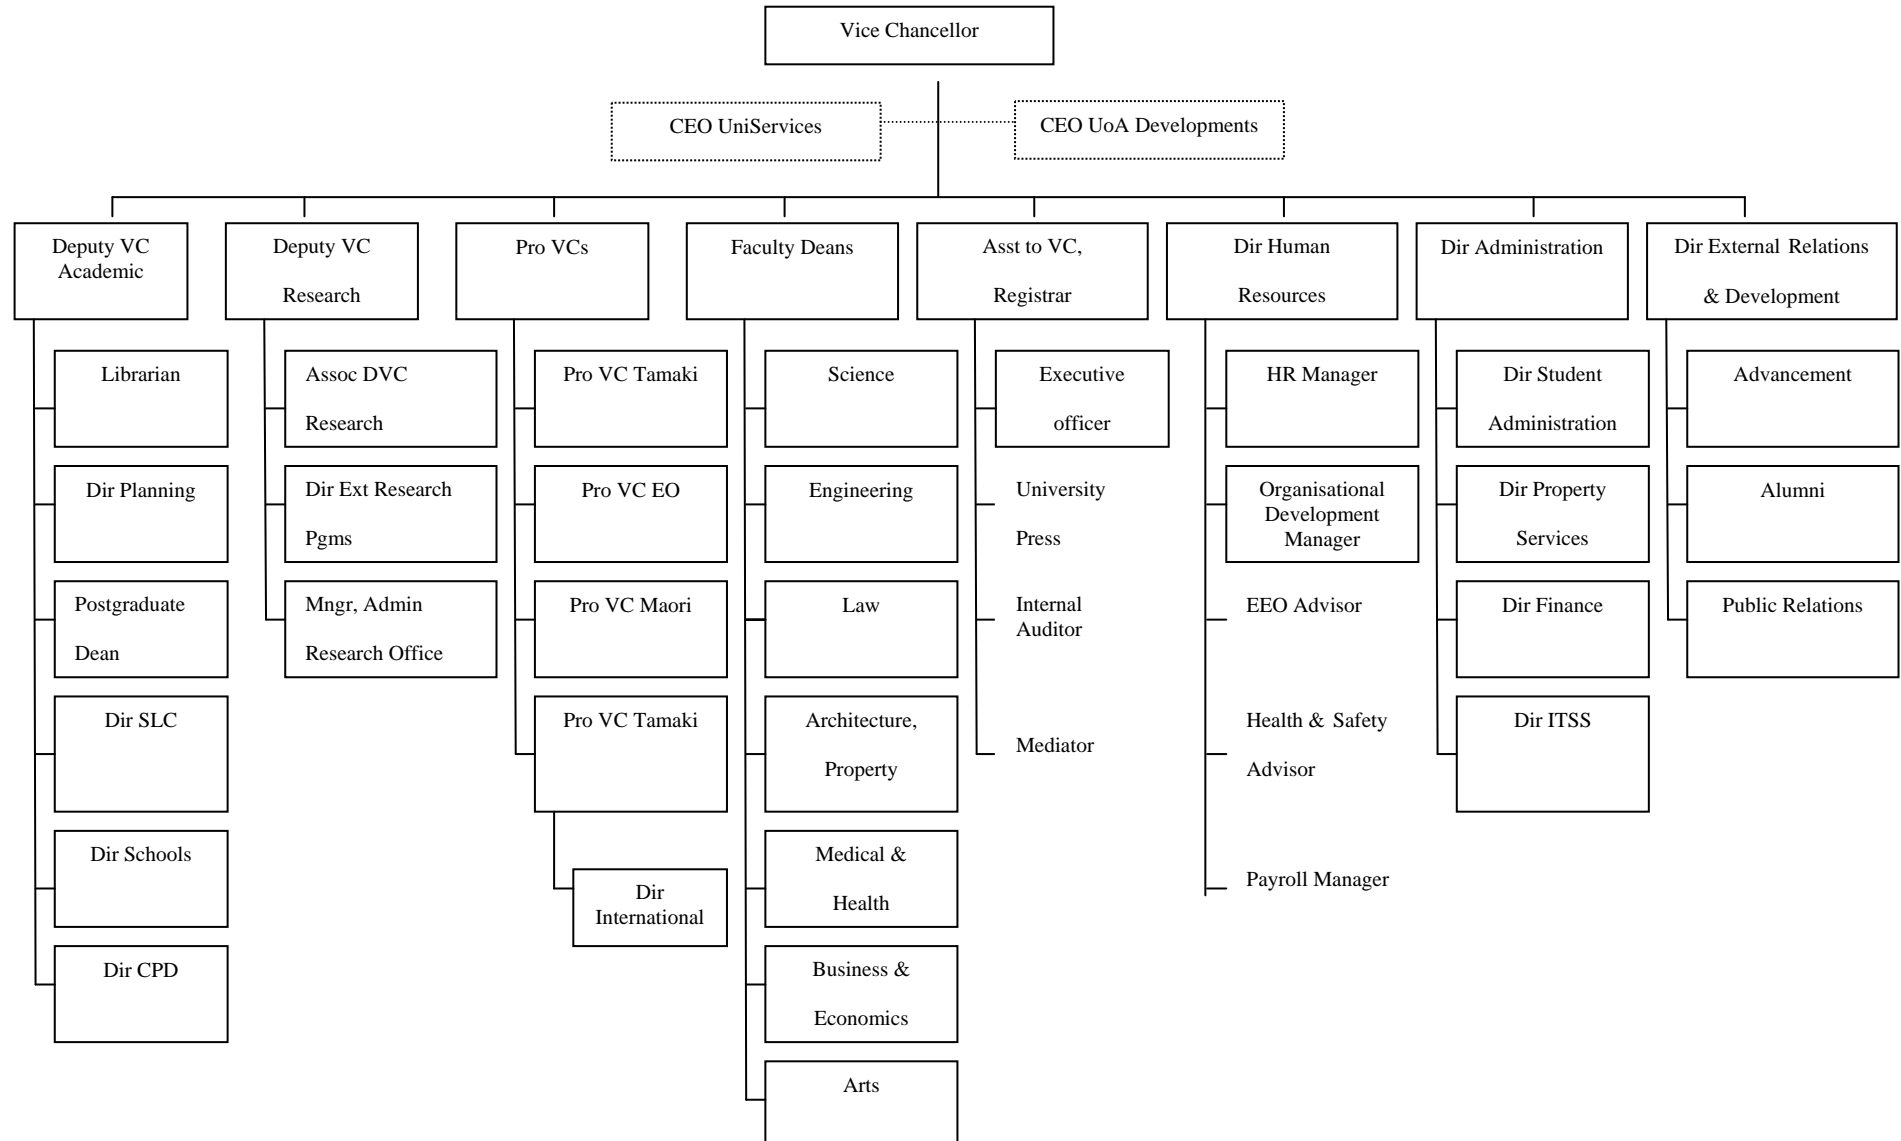 Vice Chancellor
CEO UniServices
CEO UoA Developments
Deputy VC
Academic
Deputy VC
Research
Pro VCs
Faculty Deans
Asst to VC,
Registrar
Dir Human
Resources
Dir Administration
Dir External Relations
& Development
Librarian
Dir Planning
Postgraduate
Dean
Dir SLC
Dir Schools
Dir CPD
Assoc DVC
Research
Dir Ext Research
Pgms
Mngr, Admin
Research Office
Pro VC Tamaki
Pro VC EO
Pro VC Maori
Pro VC Tamaki
Dir
International
Science
Engineering
Law
Architecture,
Property
Medical &
Health
Business &
Economics
Arts
Executive
officer
University
Press
Internal
Auditor
Mediator
HR Manager
Organisational
Development
Manager
EEO Advisor
Health & Safety
Advisor
Payroll Manager
Dir Student
Administration
Dir Property
Services
Dir Finance
Dir ITSS
Advancement
Alumni
Public Relations